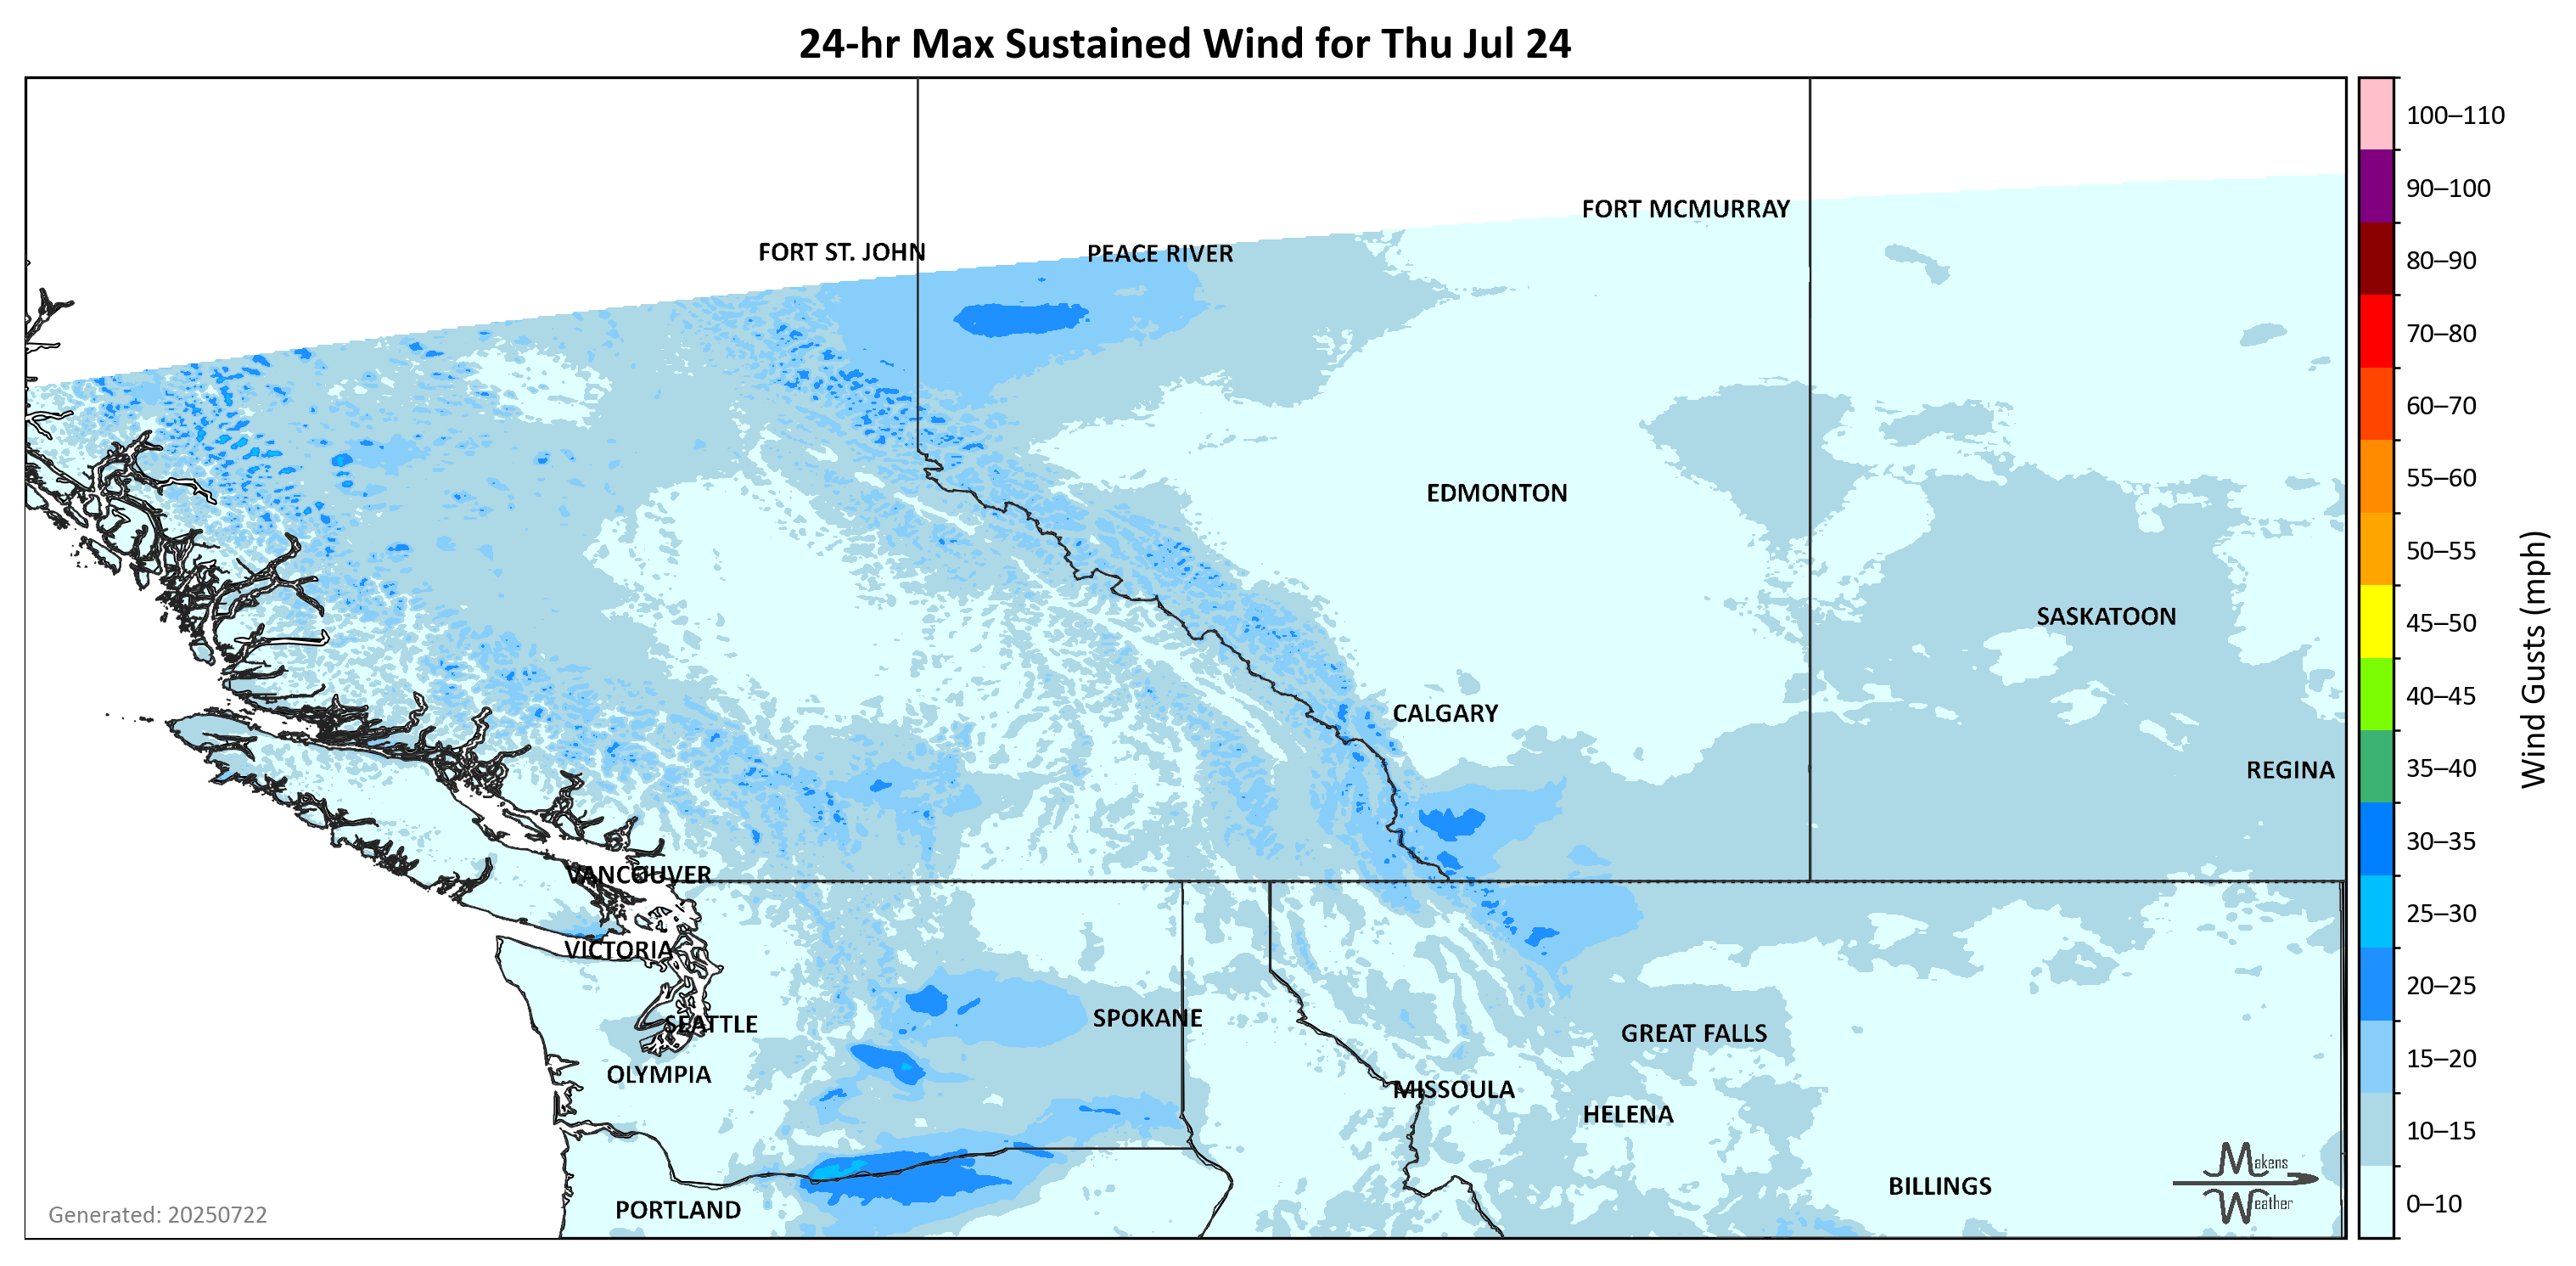 24-hr Max Sustained Wind for Thu Jul 24
100–110
90–100
80–90
70–80
60–70
55–60
50–55
45–50
40–45
35–40
30–35
25–30
20–25
15–20
10–15
0–10
Wind Gusts (mph)
FORT MCMURRAY
FORT ST. JOHN
PEACE RIVER
EDMONTON
SASKATOON
CALGARY
REGINA
VANCOUVER
VICTORIA
SEATTLE
SPOKANE
GREAT FALLS
OLYMPIA
MISSOULA
HELENA
BILLINGS
PORTLAND
Makens
Weather
Generated: 20250722